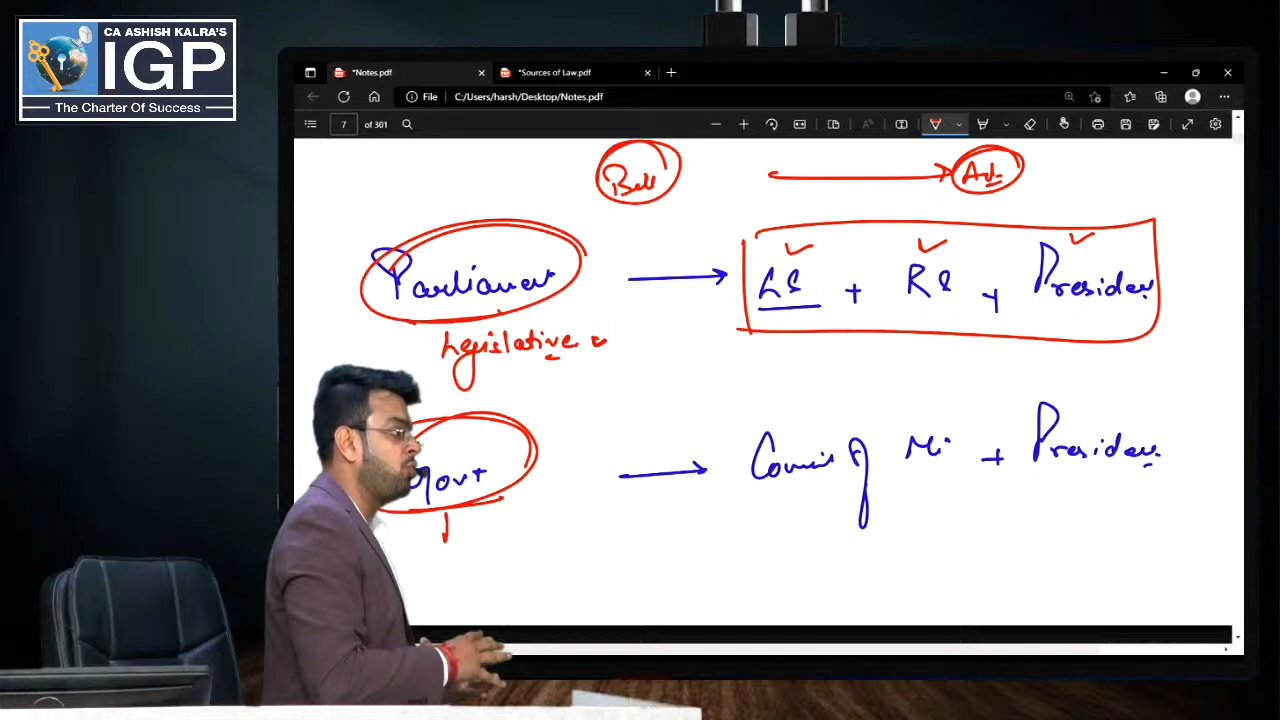 CA ASHISH KALRA'S
IGP
The Charter Of Success
*Notes.pdf
*Sources of Law.pdf
File C:/Users/harsh/Desktop/Notes.pdf
7 of 301
Bill Act
Parliament LS + RS + President
Legislative
Govt Council of Mi + President